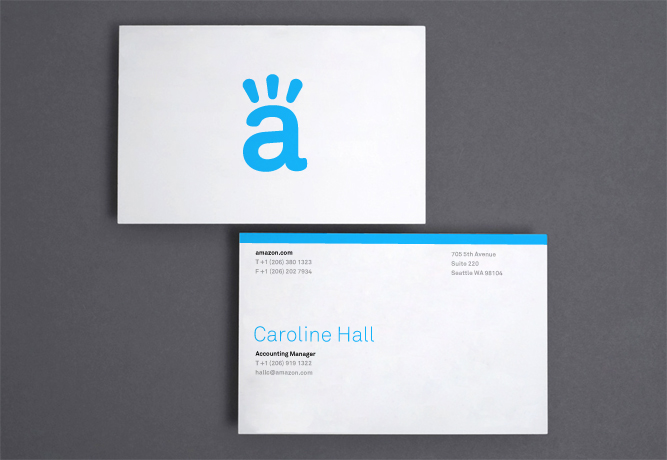 a
amazon.com
T +1 (206) 380 1323
F +1 (206) 202 7934
705 5th Avenue
Suite 220
Seattle WA 98104
Caroline Hall
Accounting Manager
T +1 (206) 919 1322
hallc@amazon.com